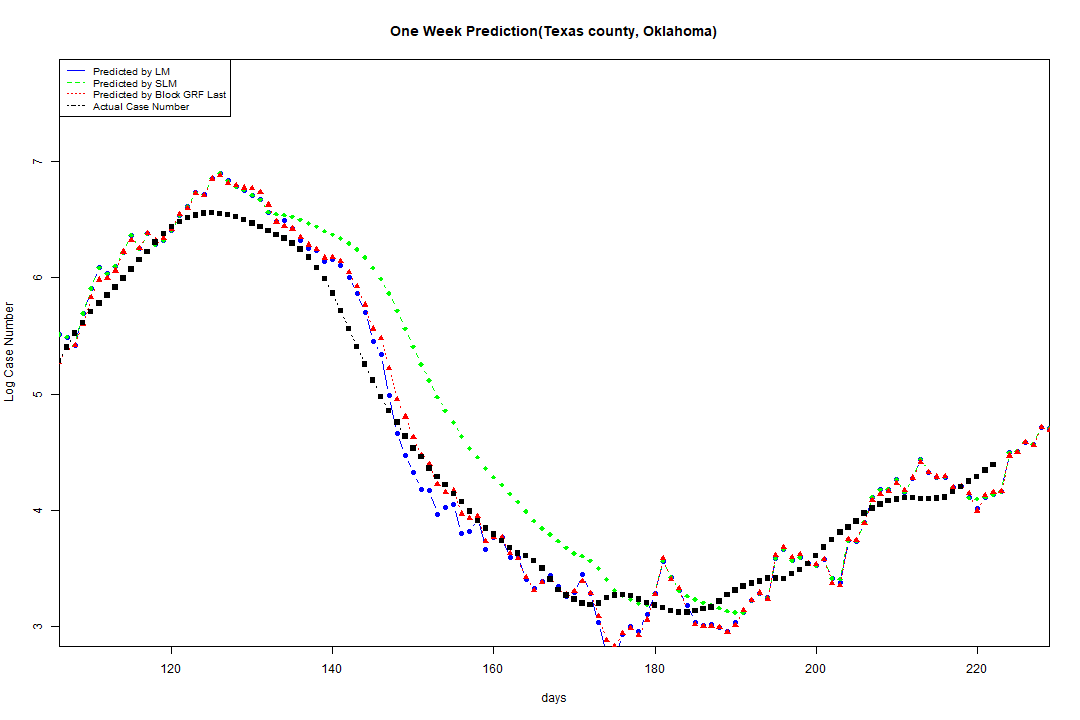 One Week Prediction(Texas county, Oklahoma)
Predicted by LM
Predicted by SLM
Predicted by Block GRF Last
Actual Case Number
7
6
5
4
3
Log Case Number
120 140 160 180 200 220
days